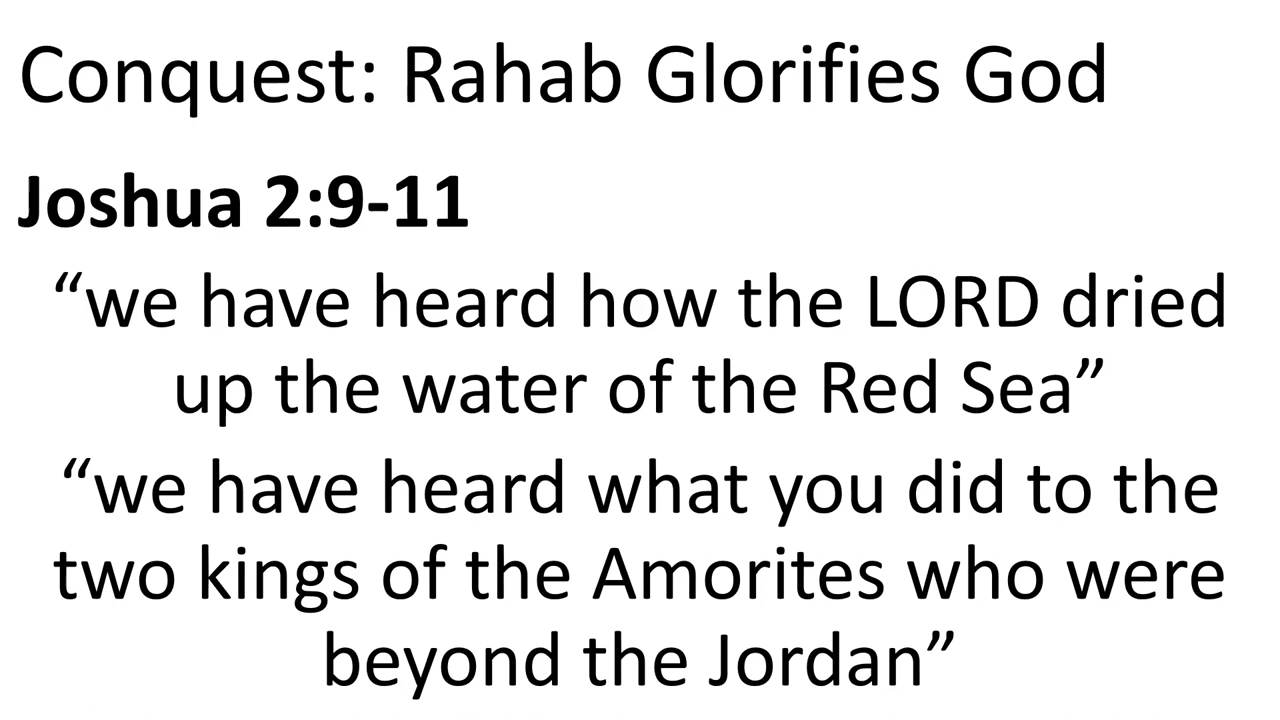 Conquest: Rahab Glorifies God
Joshua 2:9-11
“we have heard how the LORD dried
up the water of the Red Sea”
“we have heard what you did to the
two kings of the Amorites who were
beyond the Jordan”